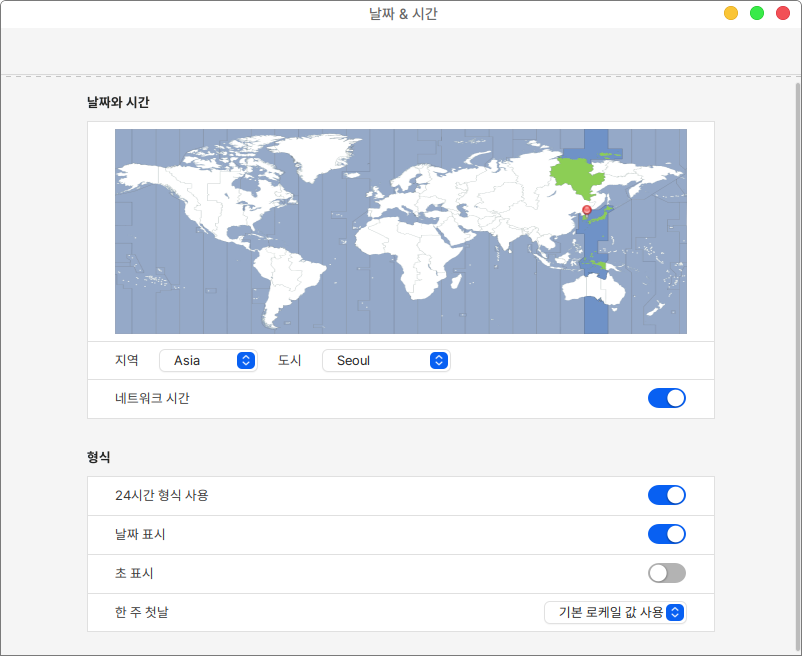 날짜 & 시간
날짜와 시간
지역 Asia 도시 Seoul
네트워크 시간
형식
24시간 형식 사용
날짜 표시
초 표시
한 주 첫날 기본 로케일 값 사용